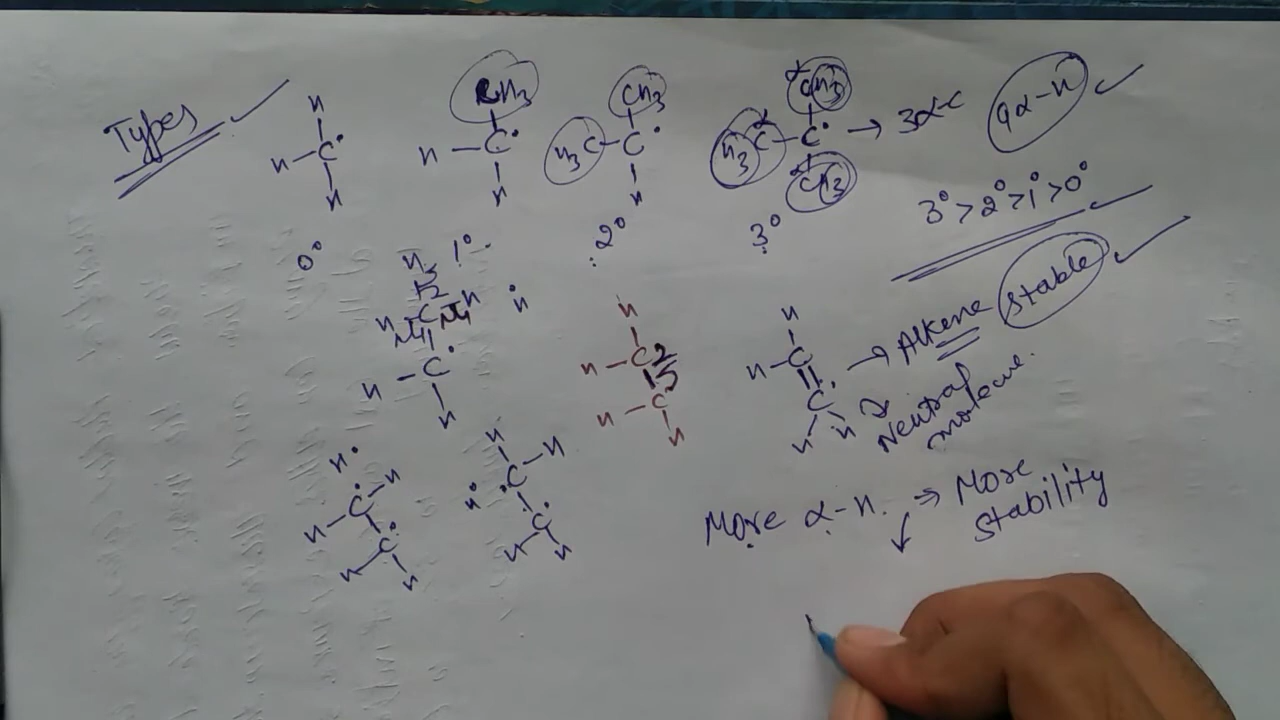 Types
H CH3 CH3 CH3
H – C• H – C• H3C – C• H3C – C• → 3α-C 9α-H
H H H CH3
0° 1° 2° 3° 3° > 2° > 1° > 0°
H H
H – C H – C → Alkene stable
H – C• H – C
H H H H
Neutral
molecule.
H• H H
H C H C H
H C H H C H
More α-H. → More
stability